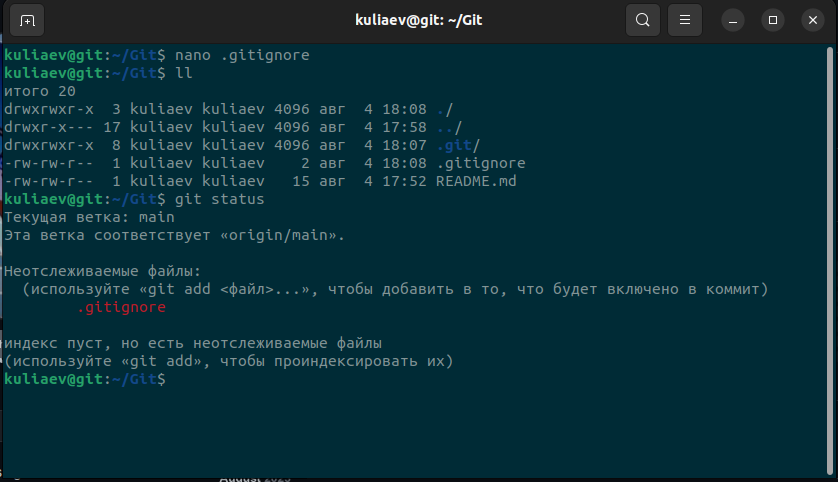 kuliaev@git: ~/Git
kuliaev@git:~/Git$ nano .gitignore
kuliaev@git:~/Git$ ll
итого 20
drwxrwxr-x  3 kuliaev kuliaev 4096 авг  4 18:08 ./
drwxr-x--- 17 kuliaev kuliaev 4096 авг  4 17:58 ../
drwxrwxr-x  8 kuliaev kuliaev 4096 авг  4 18:07 .git/
-rw-rw-r--  1 kuliaev kuliaev    2 авг  4 18:08 .gitignore
-rw-rw-r--  1 kuliaev kuliaev   15 авг  4 17:52 README.md
kuliaev@git:~/Git$ git status
Текущая ветка: main
Эта ветка соответствует «origin/main».
Неотслеживаемые файлы:
  (используйте «git add <файл>...», чтобы добавить в то, что будет включено в коммит)
        .gitignore
индекс пуст, но есть неотслеживаемые файлы
(используйте «git add», чтобы проиндексировать их)
kuliaev@git:~/Git$